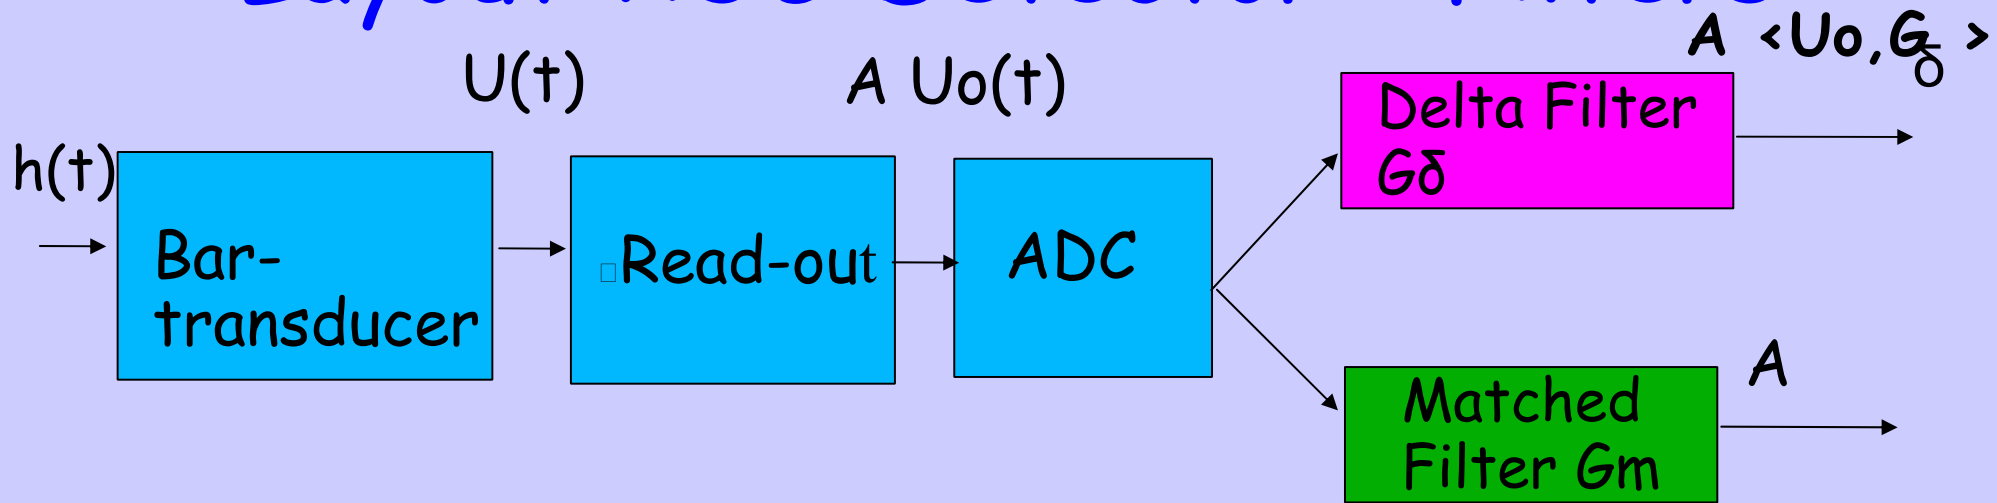 A <Uo,Gδ >
U(t)
A Uo(t)
h(t)
Bar-
transducer
Read-out
ADC
Delta Filter
Gδ
A
Matched
Filter Gm